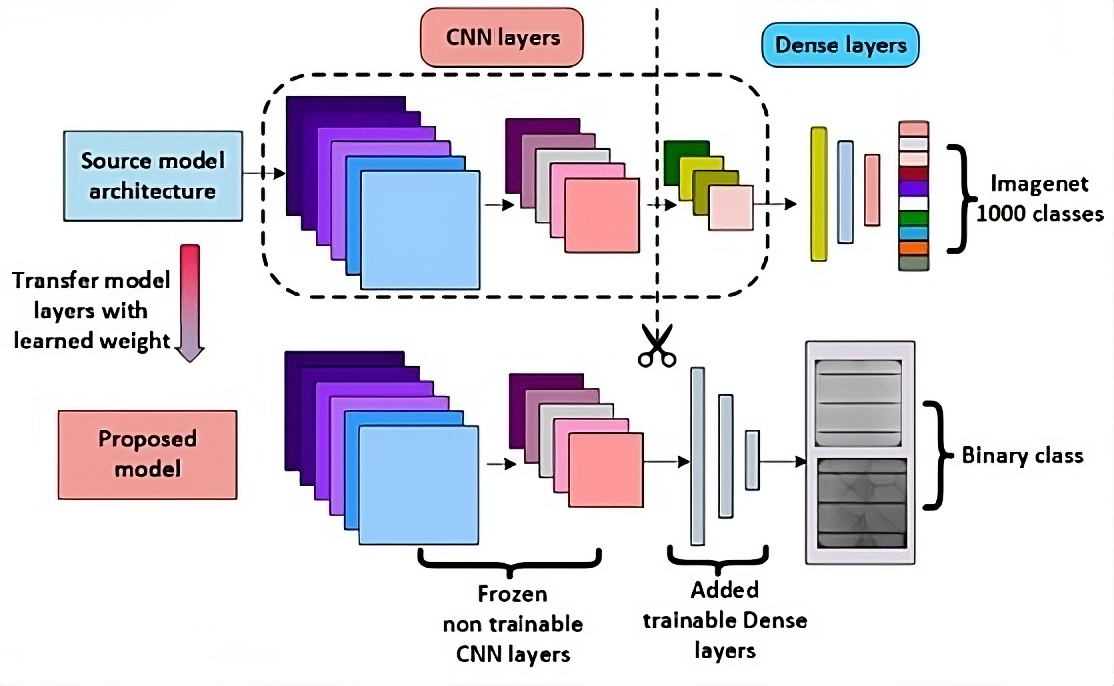 CNN layers
Dense layers
Source model
architecture
Imagenet
1000 classes
Transfer model
layers with
learned weight
Proposed
model
Binary class
Frozen
non trainable
CNN layers
Added
trainable Dense
layers